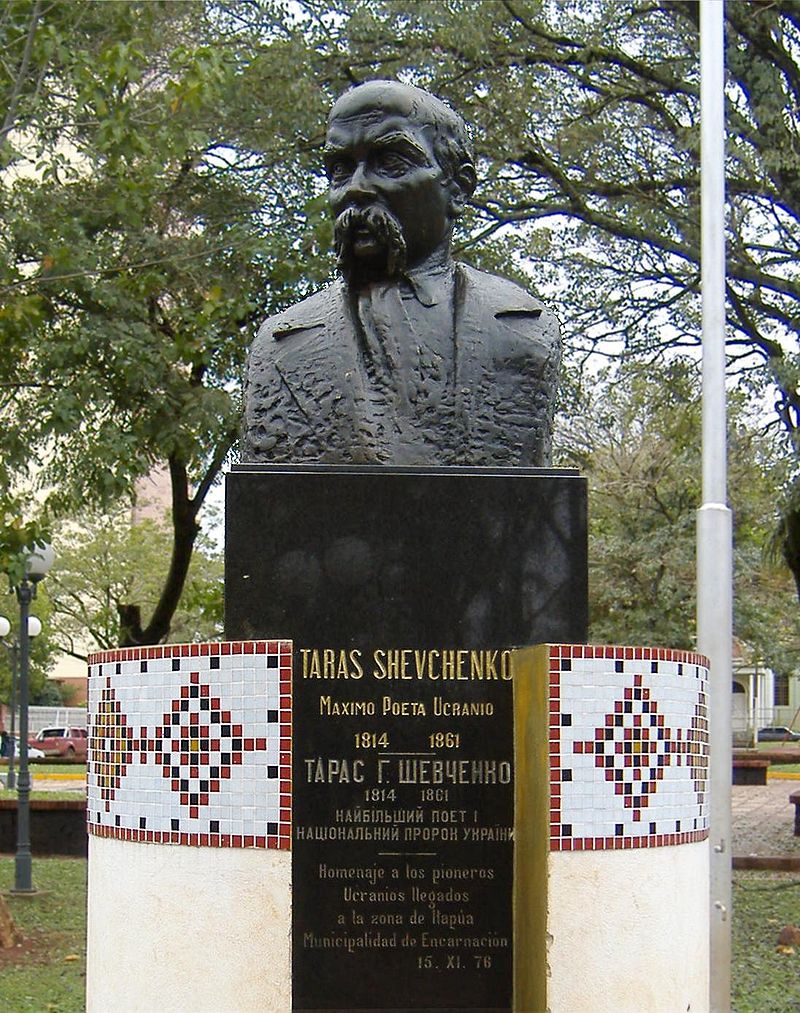 TARAS SHEVCHENKO
MAXIMO POETA UCRANIO
1814 1861
ТАРАС Г. ШЕВЧЕНКО
1814 1861
НАЙБІЛЬШИЙ ПОЕТ І
НАЦІОНАЛЬНИЙ ПРОРОК УКРАЇНИ
Homenaje a los pioneros
Ucranios llegados
a la zona de Itapúa
Municipalidad de Encarnación
15. XI. 76